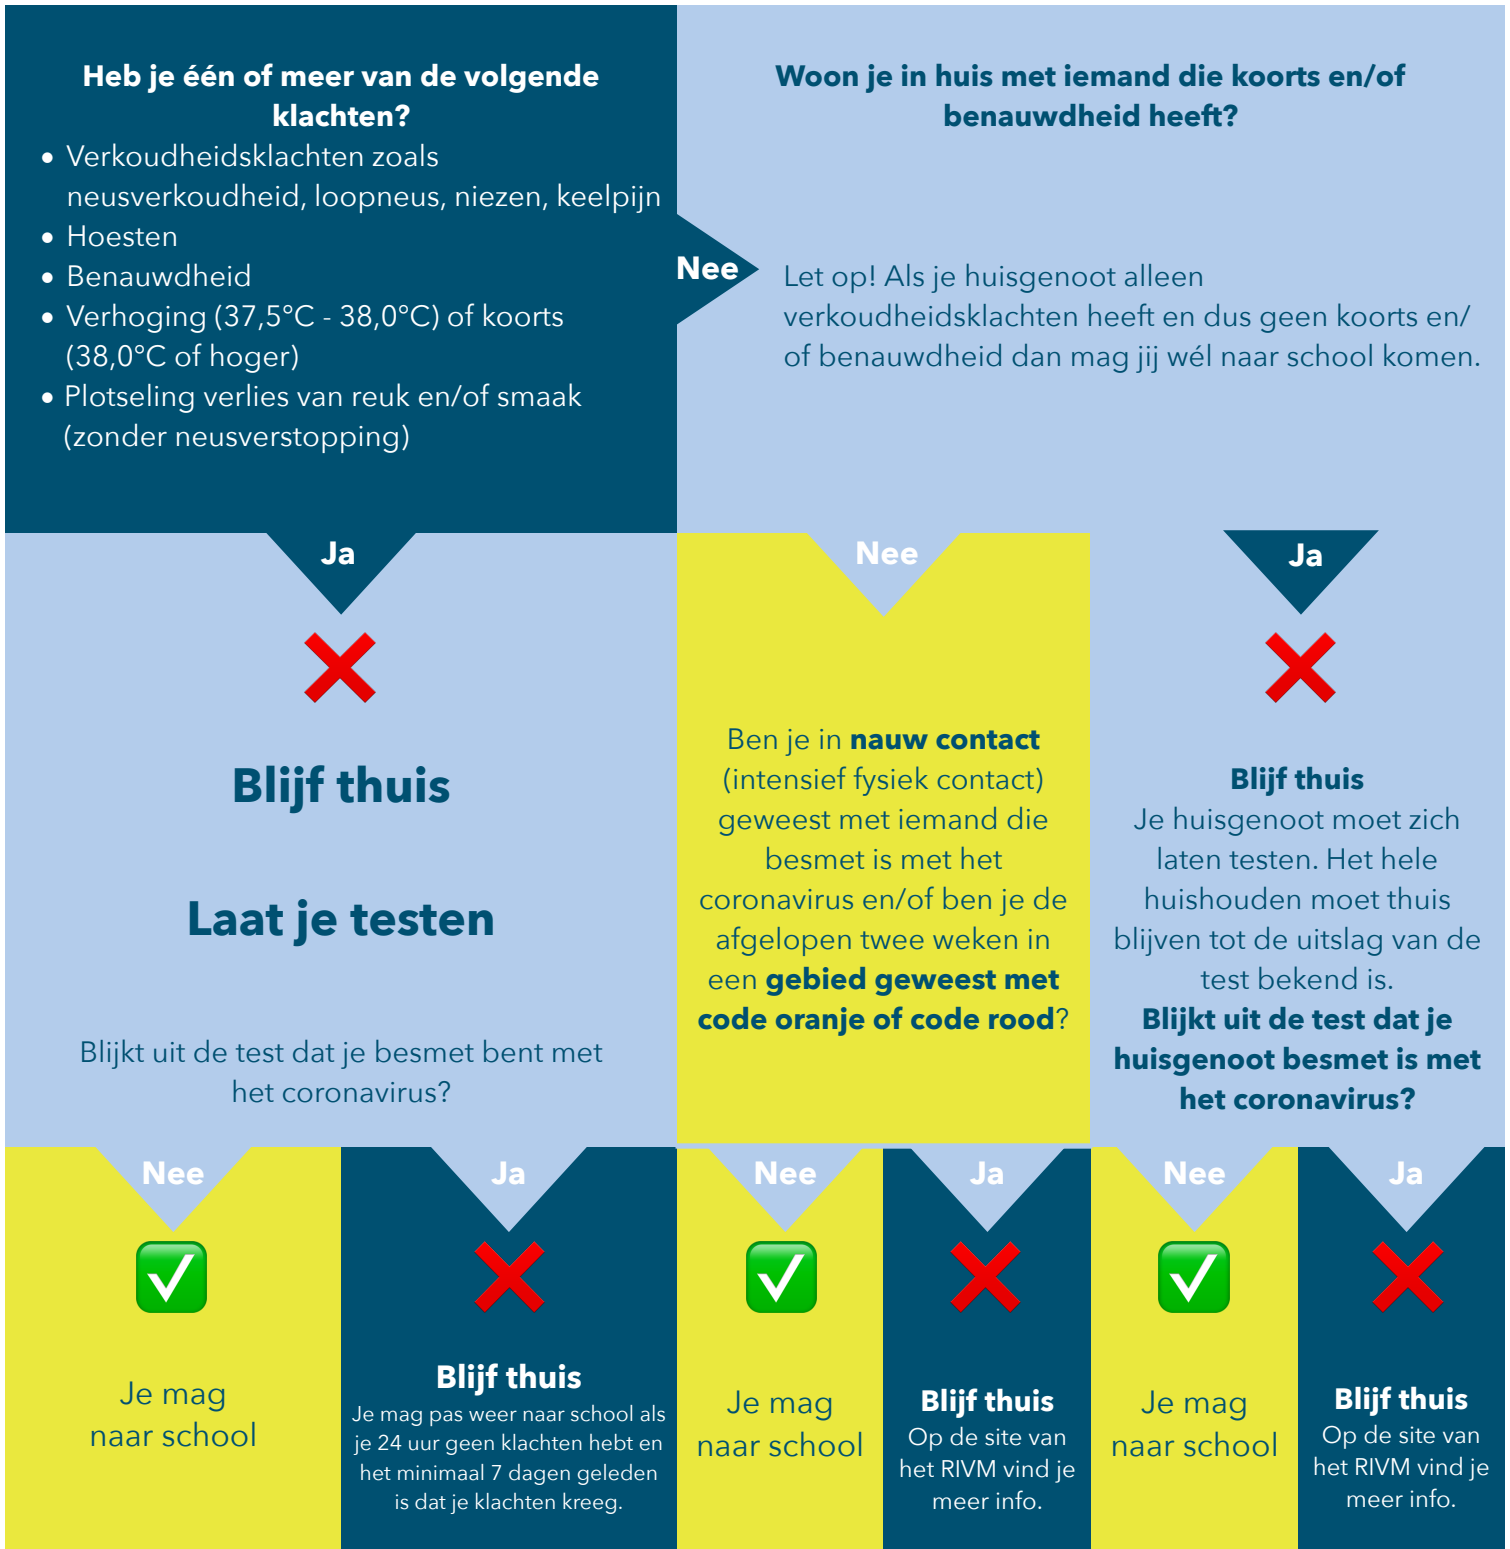 Heb je één of meer van de volgende
klachten?
• Verkoudheidsklachten zoals
neusverkoudheid, loopneus, niezen, keelpijn
• Hoesten
• Benauwdheid
• Verhoging (37,5°C - 38,0°C) of koorts
(38,0°C of hoger)
• Plotseling verlies van reuk en/of smaak
(zonder neusverstopping)
Nee
Woon je in huis met iemand die koorts en/of
benauwdheid heeft?
Let op! Als je huisgenoot alleen
verkoudheidsklachten heeft en dus geen koorts en/
of benauwdheid dan mag jij wél naar school komen.
Ja
Blijf thuis
Laat je testen
Blijkt uit de test dat je besmet bent met
het coronavirus?
Nee
Ben je in nauw contact
(intensief fysiek contact)
geweest met iemand die
besmet is met het
coronavirus en/of ben je de
afgelopen twee weken in
een gebied geweest met
code oranje of code rood?
Ja
Blijf thuis
Je huisgenoot moet zich
laten testen. Het hele
huishouden moet thuis
blijven tot de uitslag van de
test bekend is.
Blijkt uit de test dat je
huisgenoot besmet is met
het coronavirus?
Nee
Je mag
naar school
Ja
Blijf thuis
Je mag pas weer naar school als
je 24 uur geen klachten hebt en
het minimaal 7 dagen geleden
is dat je klachten kreeg.
Nee
Je mag
naar school
Ja
Blijf thuis
Op de site van
het RIVM vind je
meer info.
Nee
Je mag
naar school
Ja
Blijf thuis
Op de site van
het RIVM vind je
meer info.